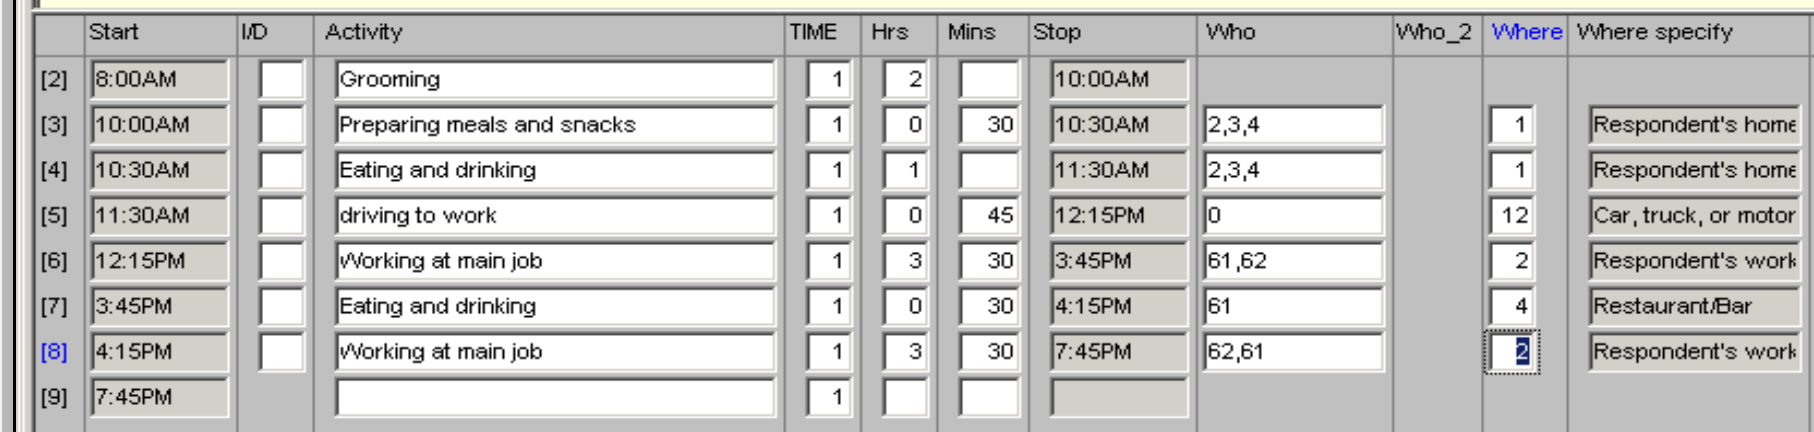 Start I/D Activity TIME Hrs Mins Stop Who Who_2 Where Where specify
[2] 8:00AM Grooming 1 2 10:00AM
[3] 10:00AM Preparing meals and snacks 1 0 30 10:30AM 2,3,4 1 Respondent's home
[4] 10:30AM Eating and drinking 1 1 11:30AM 2,3,4 1 Respondent's home
[5] 11:30AM driving to work 1 0 45 12:15PM 0 12 Car, truck, or motor
[6] 12:15PM Working at main job 1 3 30 3:45PM 61,62 2 Respondent's work
[7] 3:45PM Eating and drinking 1 0 30 4:15PM 61 4 Restaurant/Bar
[8] 4:15PM Working at main job 1 3 30 7:45PM 62,61 2 Respondent's work
[9] 7:45PM 1